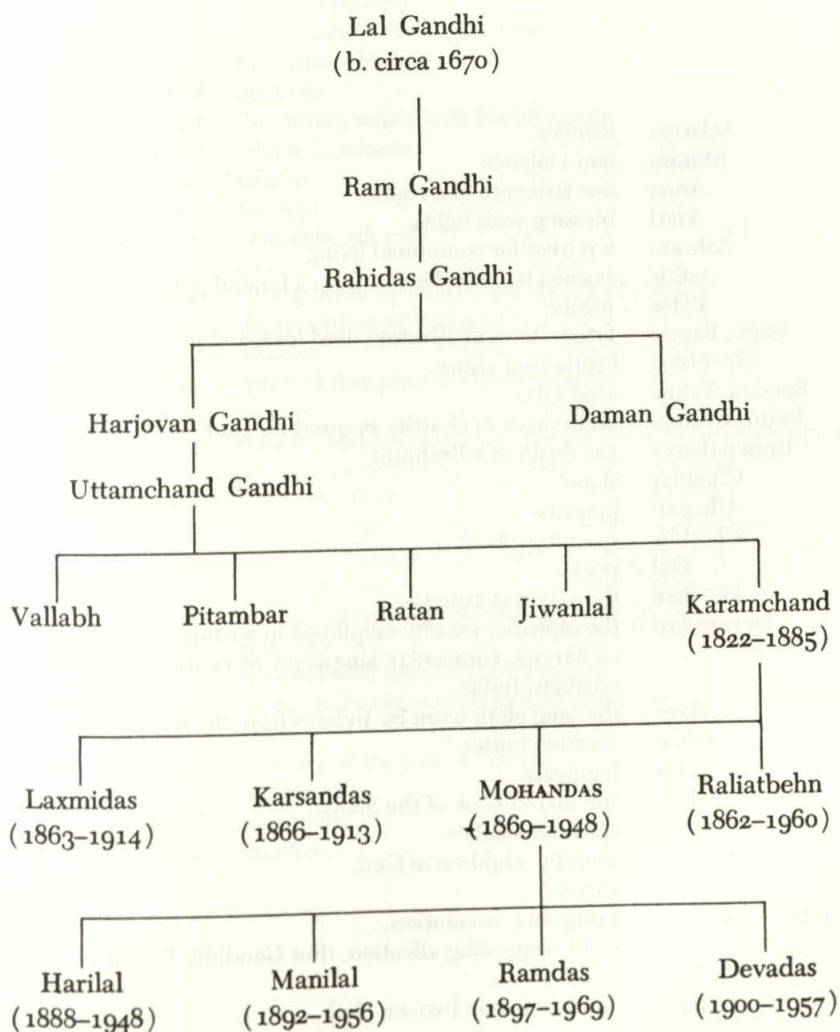 Lal Gandhi
(b. circa 1670)
Ram Gandhi
Rahidas Gandhi
Harjovan Gandhi
Daman Gandhi
Uttamchand Gandhi
Vallabh Pitambar Ratan Jiwanlal Karamchand
(1822–1885)
Laxmidas Karsandas MOHANDAS Raliatbehn
(1863–1914) (1866–1913) (1869–1948) (1862–1960)
Harilal Manilal Ramdas Devadas
(1888–1948) (1892–1956) (1897–1969) (1900–1957)